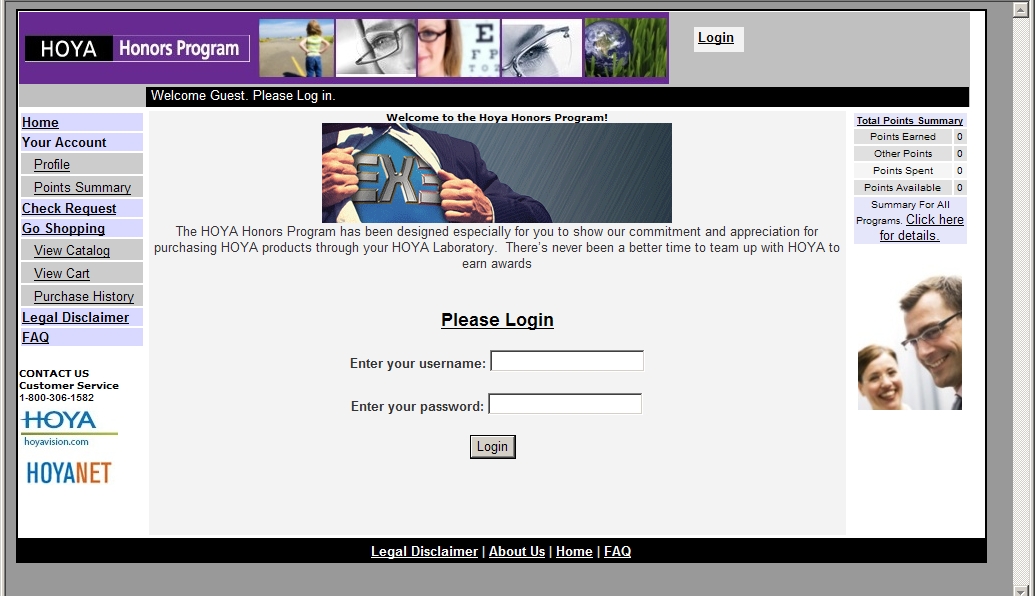 HOYA Honors Program
E
F P
T O Z
Login
Welcome Guest. Please Log in.
Home
Your Account
Profile
Points Summary
Check Request
Go Shopping
View Catalog
View Cart
Purchase History
Legal Disclaimer
FAQ
CONTACT US
Customer Service
1-800-306-1582
HOYA
hoyavision.com
HOYANET
Welcome to the Hoya Honors Program!
EXE
The HOYA Honors Program has been designed especially for you to show our commitment and appreciation for
purchasing HOYA products through your HOYA Laboratory.  There's never been a better time to team up with HOYA to
earn awards
Please Login
Enter your username:
Enter your password:
Login
Total Points Summary
Points Earned 0
Other Points 0
Points Spent 0
Points Available 0
Summary For All
Programs. Click here
for details.
Legal Disclaimer | About Us | Home | FAQ